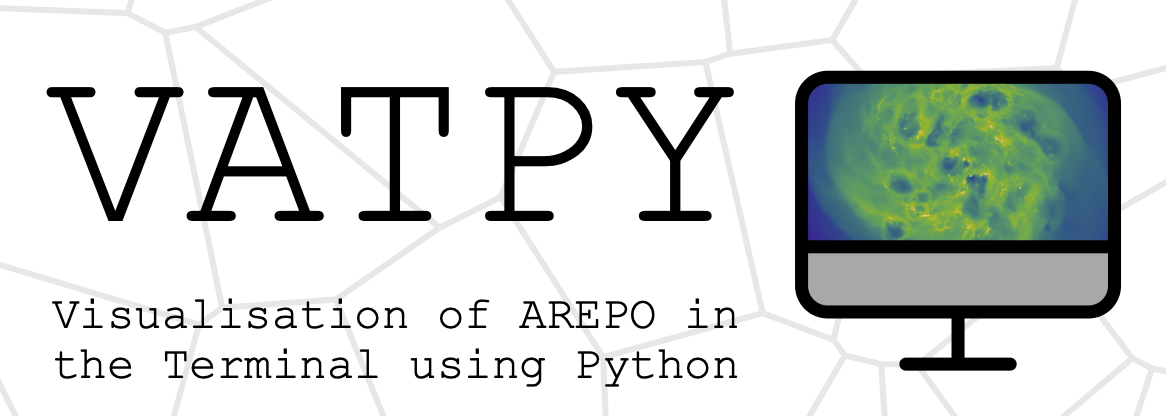 VATPY
Visualisation of AREPO in
the Terminal using Python